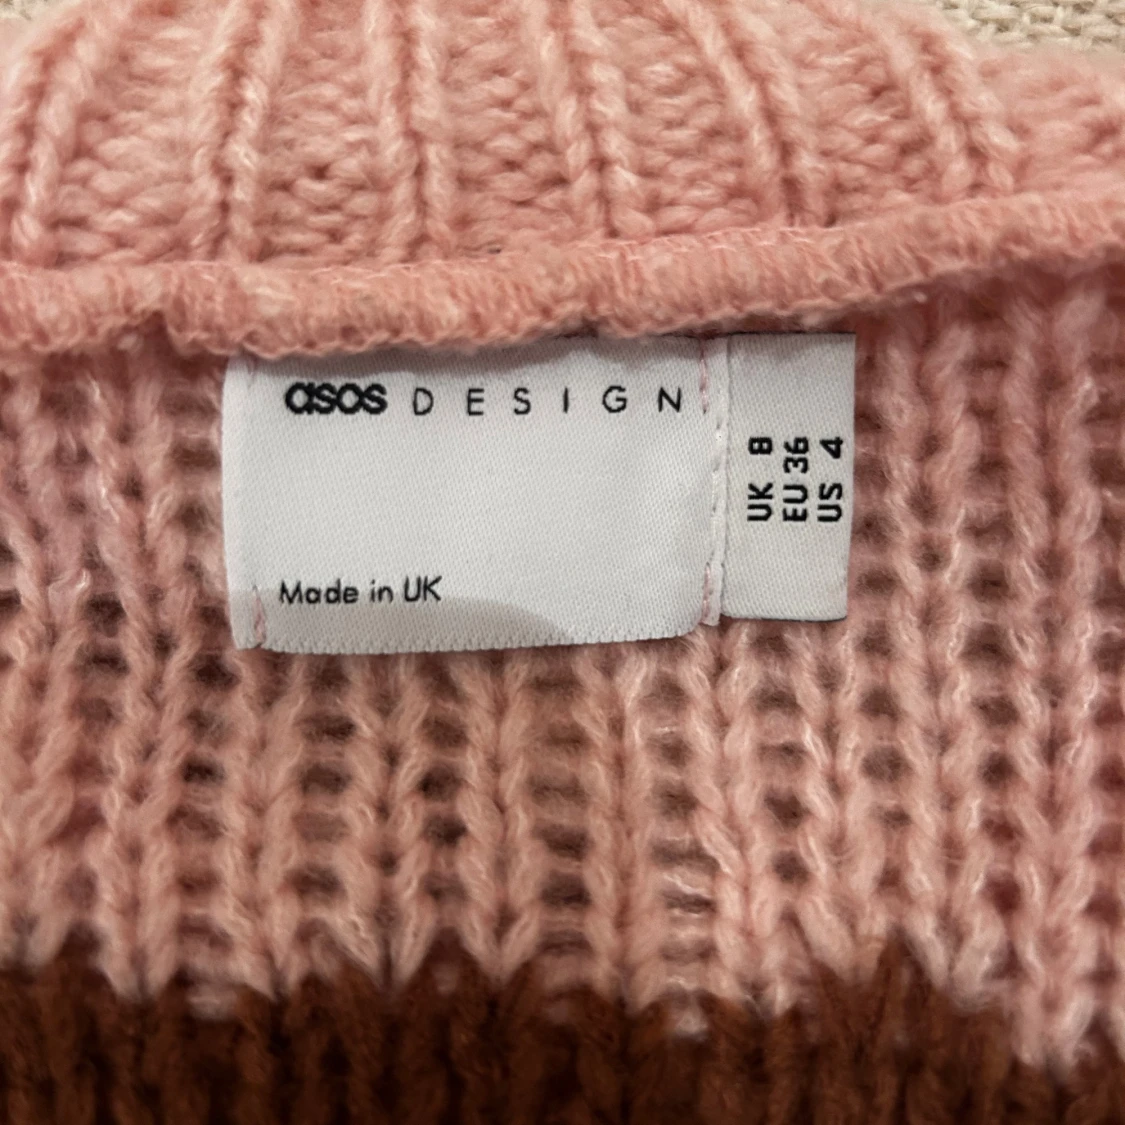 asos DESIGN
Made in UK
UK 8
EU 36
US 4